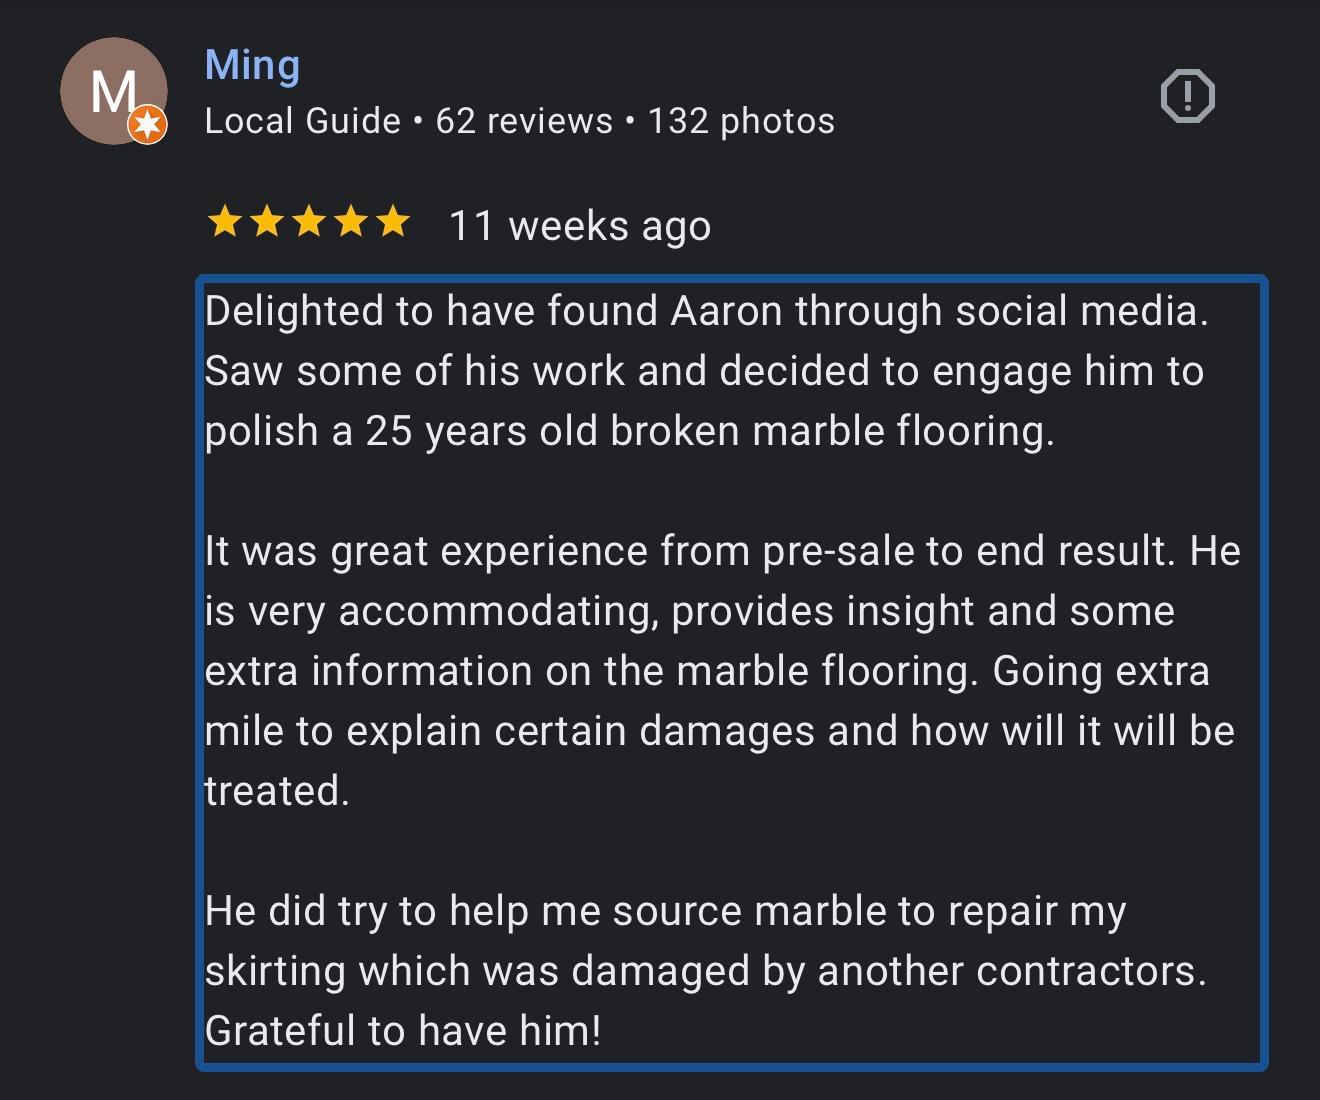 M
Ming
Local Guide • 62 reviews • 132 photos
11 weeks ago
Delighted to have found Aaron through social media.
Saw some of his work and decided to engage him to
polish a 25 years old broken marble flooring.
It was great experience from pre-sale to end result. He
is very accommodating, provides insight and some
extra information on the marble flooring. Going extra
mile to explain certain damages and how will it will be
treated.
He did try to help me source marble to repair my
skirting which was damaged by another contractors.
Grateful to have him!